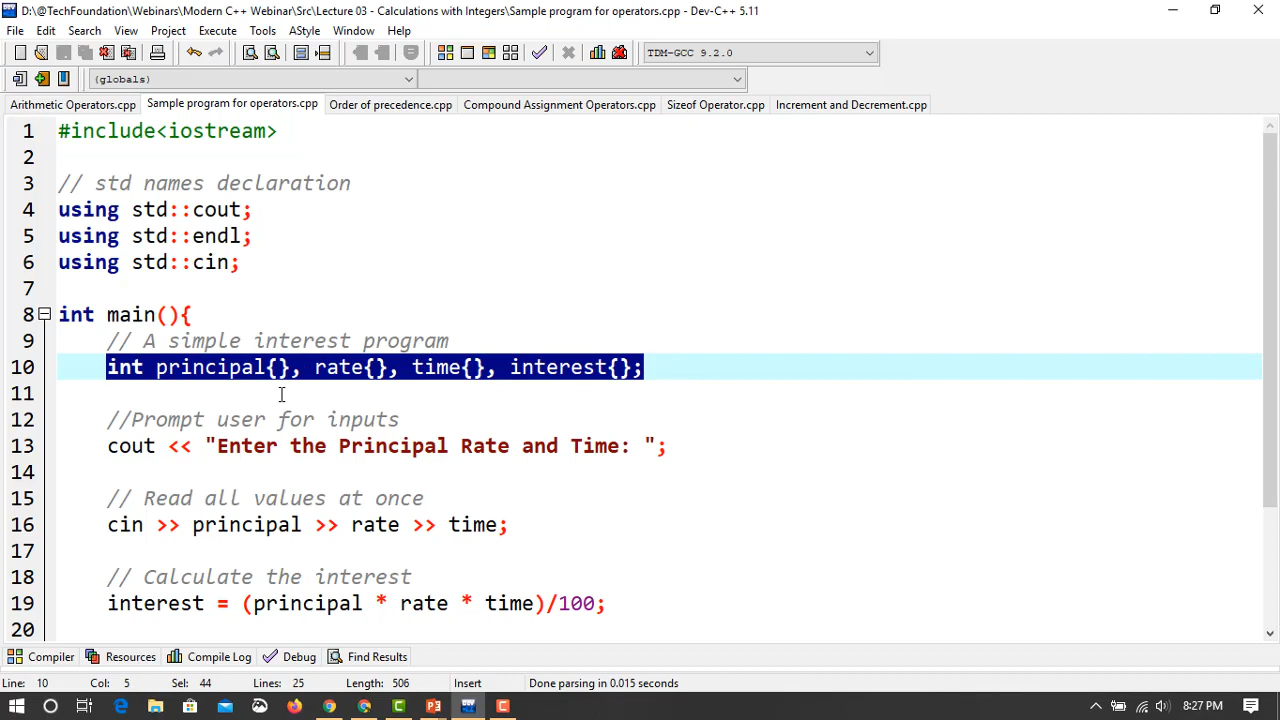 D:\@TechFoundation\Webinars\Modern C++ Webinar\Src\Lecture 03 - Calculations with Integers\Sample program for operators.cpp - Dev-C++ 5.11
File Edit Search View Project Execute Tools AStyle Window Help
TDM-GCC 9.2.0
(globals)
Arithmetic Operators.cpp Sample program for operators.cpp Order of precedence.cpp Compound Assignment Operators.cpp Sizeof Operator.cpp Increment and Decrement.cpp
1 #include<iostream>
2
3 // std names declaration
4 using std::cout;
5 using std::endl;
6 using std::cin;
7
8 int main(){
9 // A simple interest program
10 int principal{}, rate{}, time{}, interest{};
11
12 //Prompt user for inputs
13 cout << "Enter the Principal Rate and Time: ";
14
15 // Read all values at once
16 cin >> principal >> rate >> time;
17
18 // Calculate the interest
19 interest = (principal * rate * time)/100;
20
Compiler Resources Compile Log Debug Find Results
Line: 10 Col: 5 Sel: 44 Lines: 25 Length: 506 Insert Done parsing in 0.015 seconds
8:27 PM